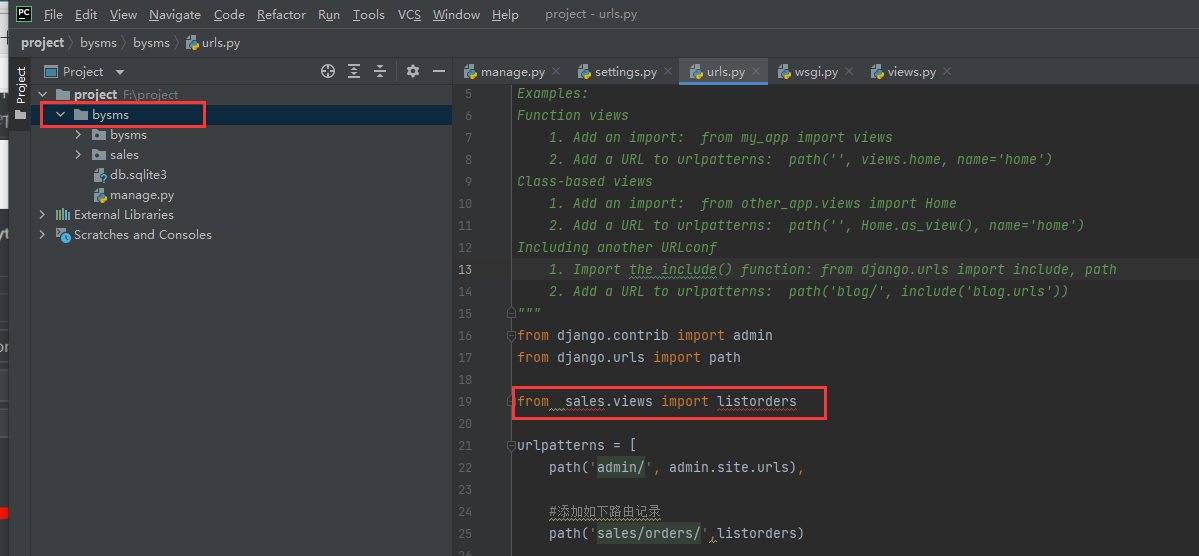 PC File Edit View Navigate Code Refactor Run Tools VCS Window Help project - urls.py
project bysms bysms urls.py
Project
Project
project F:\project
bysms
bysms
sales
db.sqlite3
manage.py
External Libraries
Scratches and Consoles
manage.py settings.py urls.py wsgi.py views.py
5 Examples:
6 Function views
7 1. Add an import:  from my_app import views
8 2. Add a URL to urlpatterns:  path('', views.home, name='home')
9 Class-based views
10 1. Add an import:  from other_app.views import Home
11 2. Add a URL to urlpatterns:  path('', Home.as_view(), name='home')
12 Including another URLconf
13 1. Import the include() function: from django.urls import include, path
14 2. Add a URL to urlpatterns:  path('blog/', include('blog.urls'))
15 """
16 from django.contrib import admin
17 from django.urls import path
18
19 from  sales.views import listorders
20
21 urlpatterns = [
22 path('admin/', admin.site.urls),
23
24 #添加如下路由记录
25 path('sales/orders/',listorders)